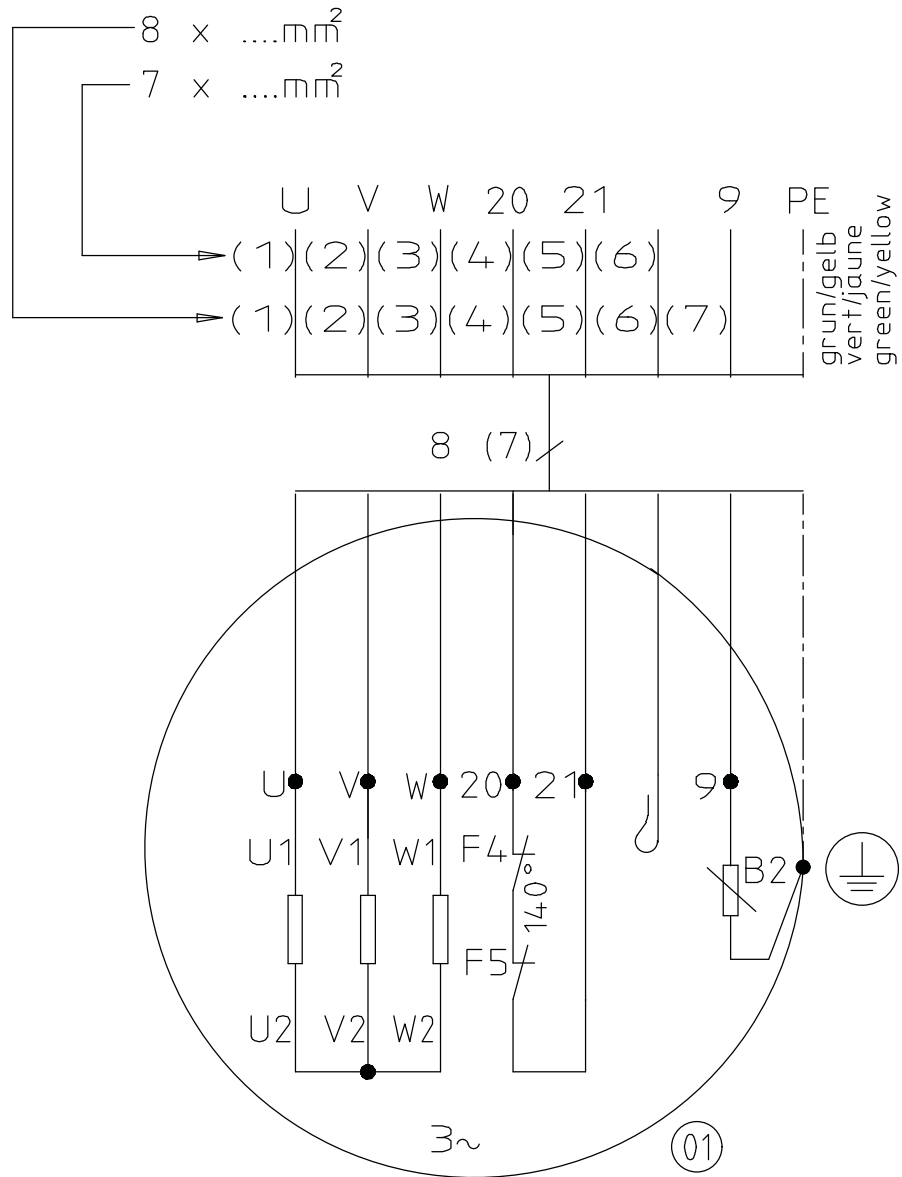 8 x ....mm²
7 x ....mm²
U V W 20 21 9 PE
(1)(2)(3)(4)(5)(6)
(1)(2)(3)(4)(5)(6)(7)
grun/gelb
vert/jaune
green/yellow
8 (7)
U V W 20 21 9
U1 V1 W1 F4 B2
140°
F5
U2 V2 W2
3~
01